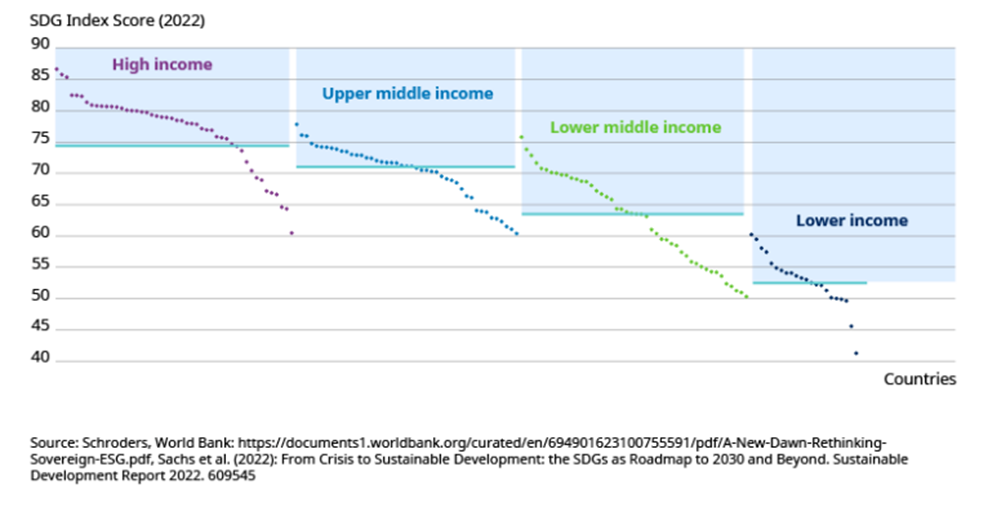 SDG Index Score (2022)
90
High income
85
Upper middle income
80
Lower middle income
75
70
65
Lower income
60
55
50
45
40
Countries
Source: Schroders, World Bank: https://documents1.worldbank.org/curated/en/694901623100755591/pdf/A-New-Dawn-Rethinking-
Sovereign-ESG.pdf, Sachs et al. (2022): From Crisis to Sustainable Development: the SDGs as Roadmap to 2030 and Beyond. Sustainable
Development Report 2022. 609545